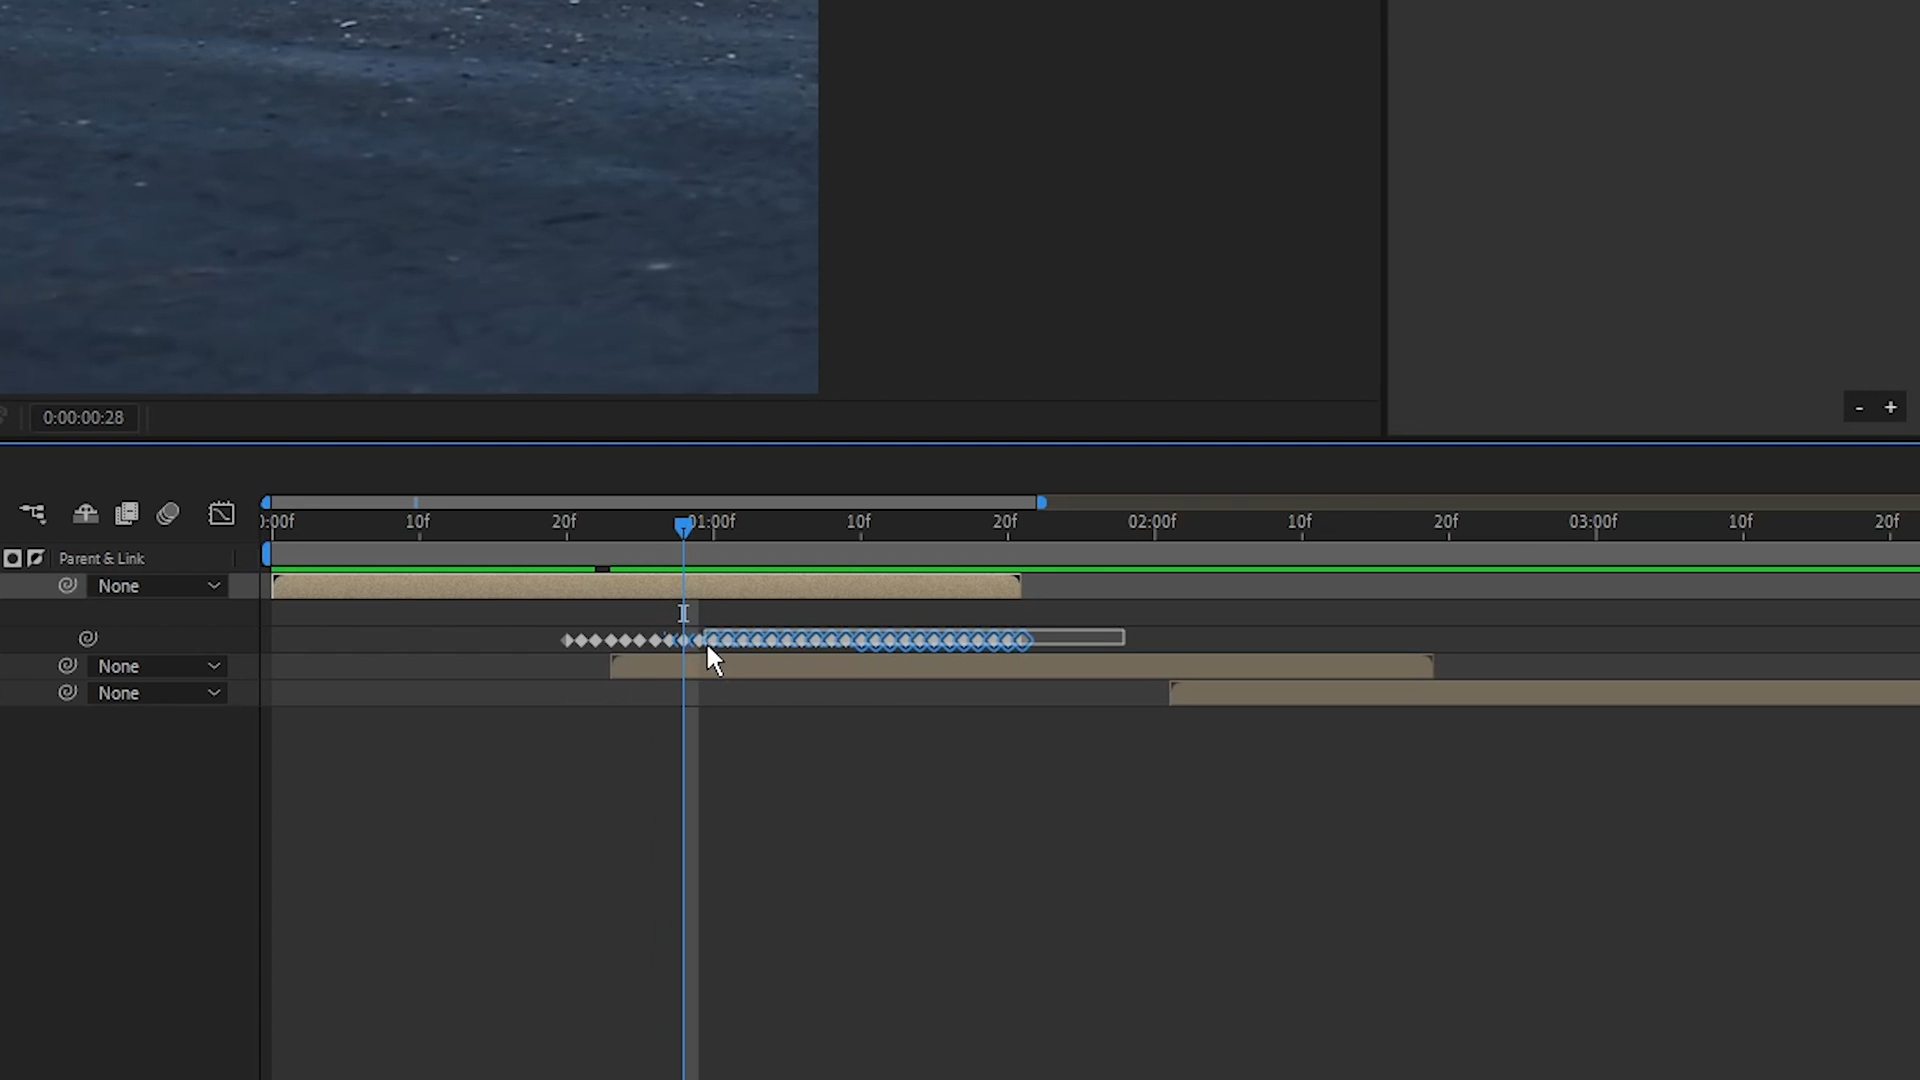 0:00:00:28
- +
0:00f 10f 20f 01:00f 10f 20f 02:00f 10f 20f 03:00f 10f 20f
Parent & Link
None
None
None